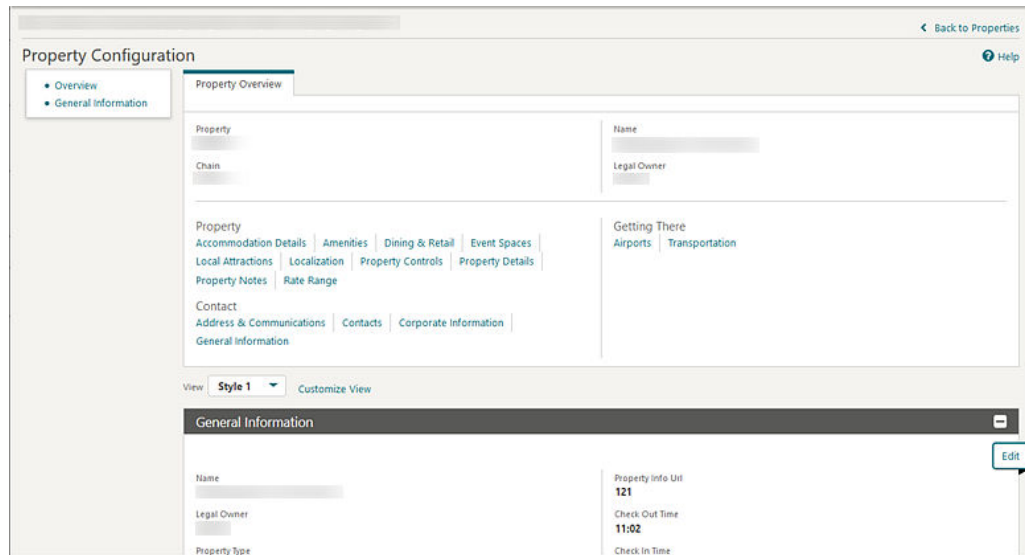 Back to Properties
Property Configuration
Help
Overview
General Information
Property Overview
Property
Name
Chain
Legal Owner
Property
Accommodation Details Amenities Dining & Retail Event Spaces
Local Attractions Localization Property Controls Property Details
Property Notes Rate Range
Getting There
Airports Transportation
Contact
Address & Communications Contacts Corporate Information
General Information
View Style 1 Customize View
General Information
Edit
Name
Property Info Url
121
Legal Owner
Check Out Time
11:02
Property Type
Check In Time